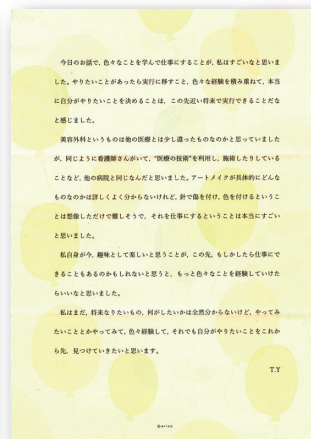 今日のお話で、色々なことを学んで仕事にすることが、私はすごいなと思いま
した。やりたいことがあったら実行に移すこと、色々な経験を積み重ねて、本当
に自分がやりたいことを決めることは、この先近い将来で実行できることだな
と感じました。
美容外科というものは他の医療とは少し違ったものなのかと思っていました
が、同じように看護師さんがいて、“医療の技術”を利用し、施術したりしている
ことなど、他の病院と同じなんだと思いました。アートメイクが具体的にどんな
ものなのかは詳しくよく分からないけれど、針で傷を付け、色を付けるというこ
とは想像しただけで難しそうで、それを仕事にするということは本当にすごい
と思いました。
私自身が今、趣味として楽しいと思うことが、この先、もしかしたら仕事にで
きることもあるのかもしれないと思うと、もっと色々なことを経験していけた
らいいなと思いました。
私はまだ、将来なりたいもの、何がしたいかは全然分からないけど、やってみ
たいこととかやってみて、色々経験して、それでも自分がやりたいことをこれか
ら先、見つけていきたいと思います。
T.Y